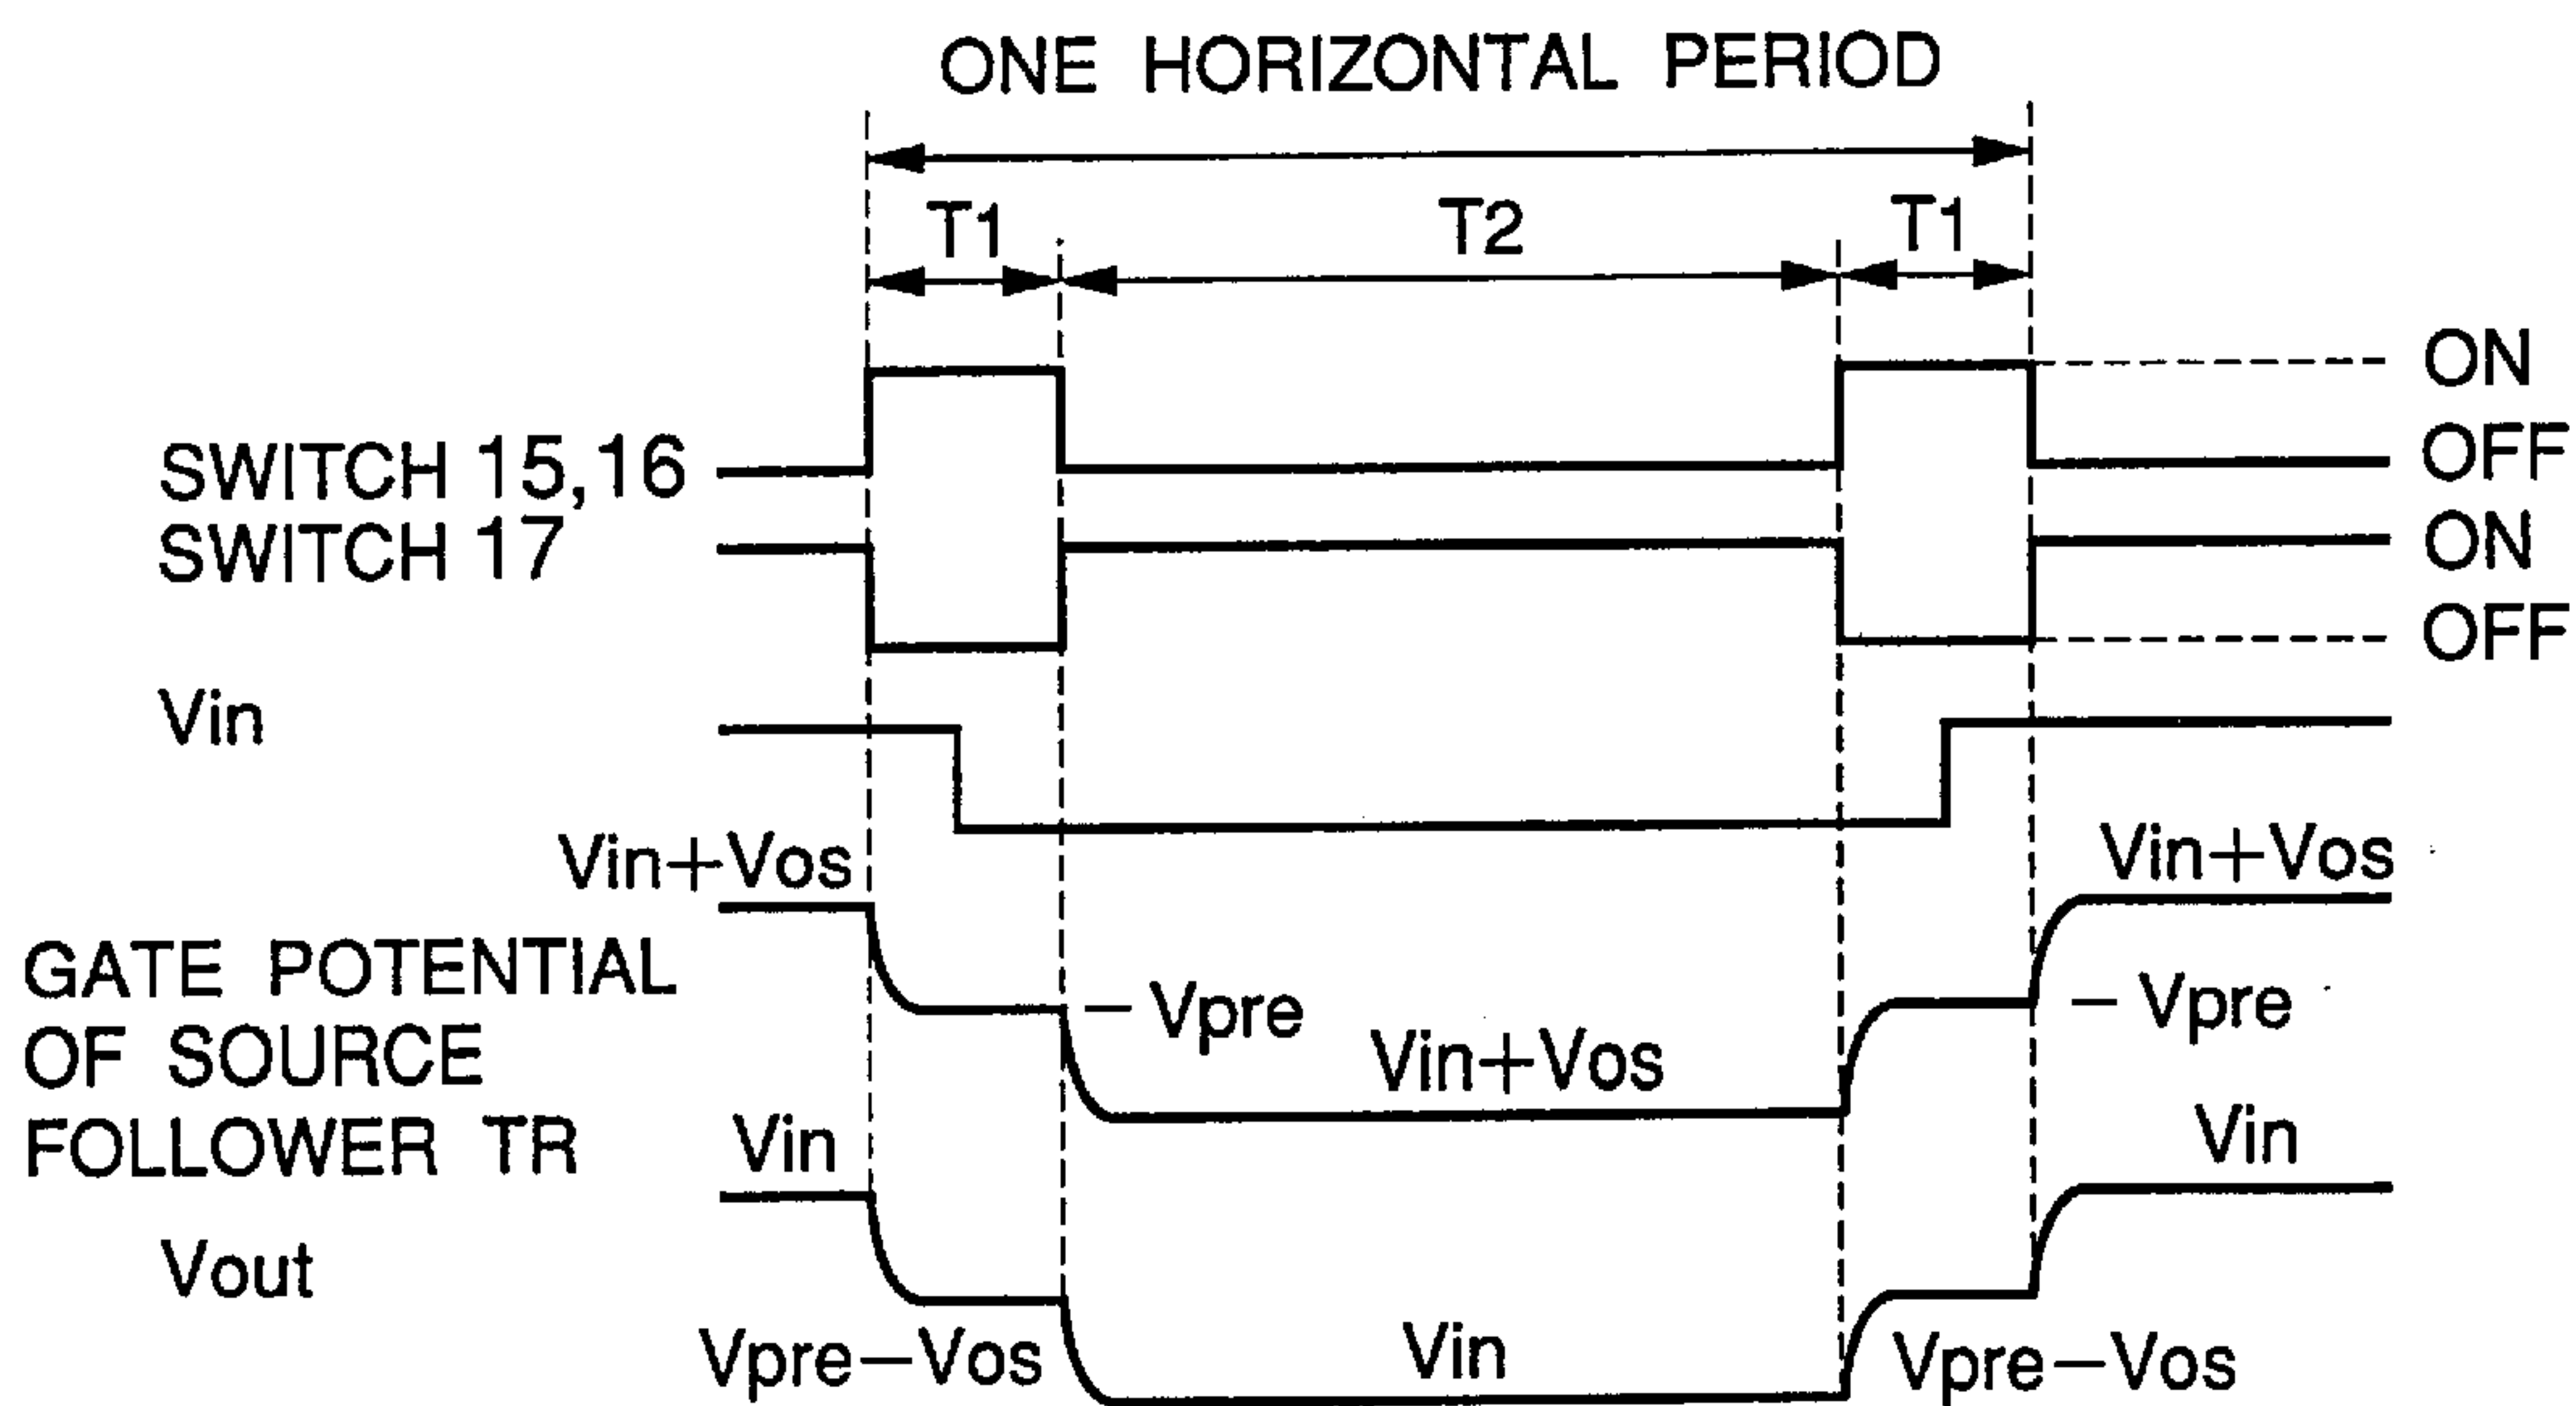 ONE HORIZONTAL PERIOD
T1 T2 T1
ON
SWITCH 15,16 OFF
SWITCH 17 ON
OFF
Vin
Vin+Vos Vin+Vos
GATE POTENTIAL
OF SOURCE
FOLLOWER TR
– Vpre – Vpre
Vin+Vos
Vin Vin
Vout
Vpre–Vos Vin Vpre–Vos